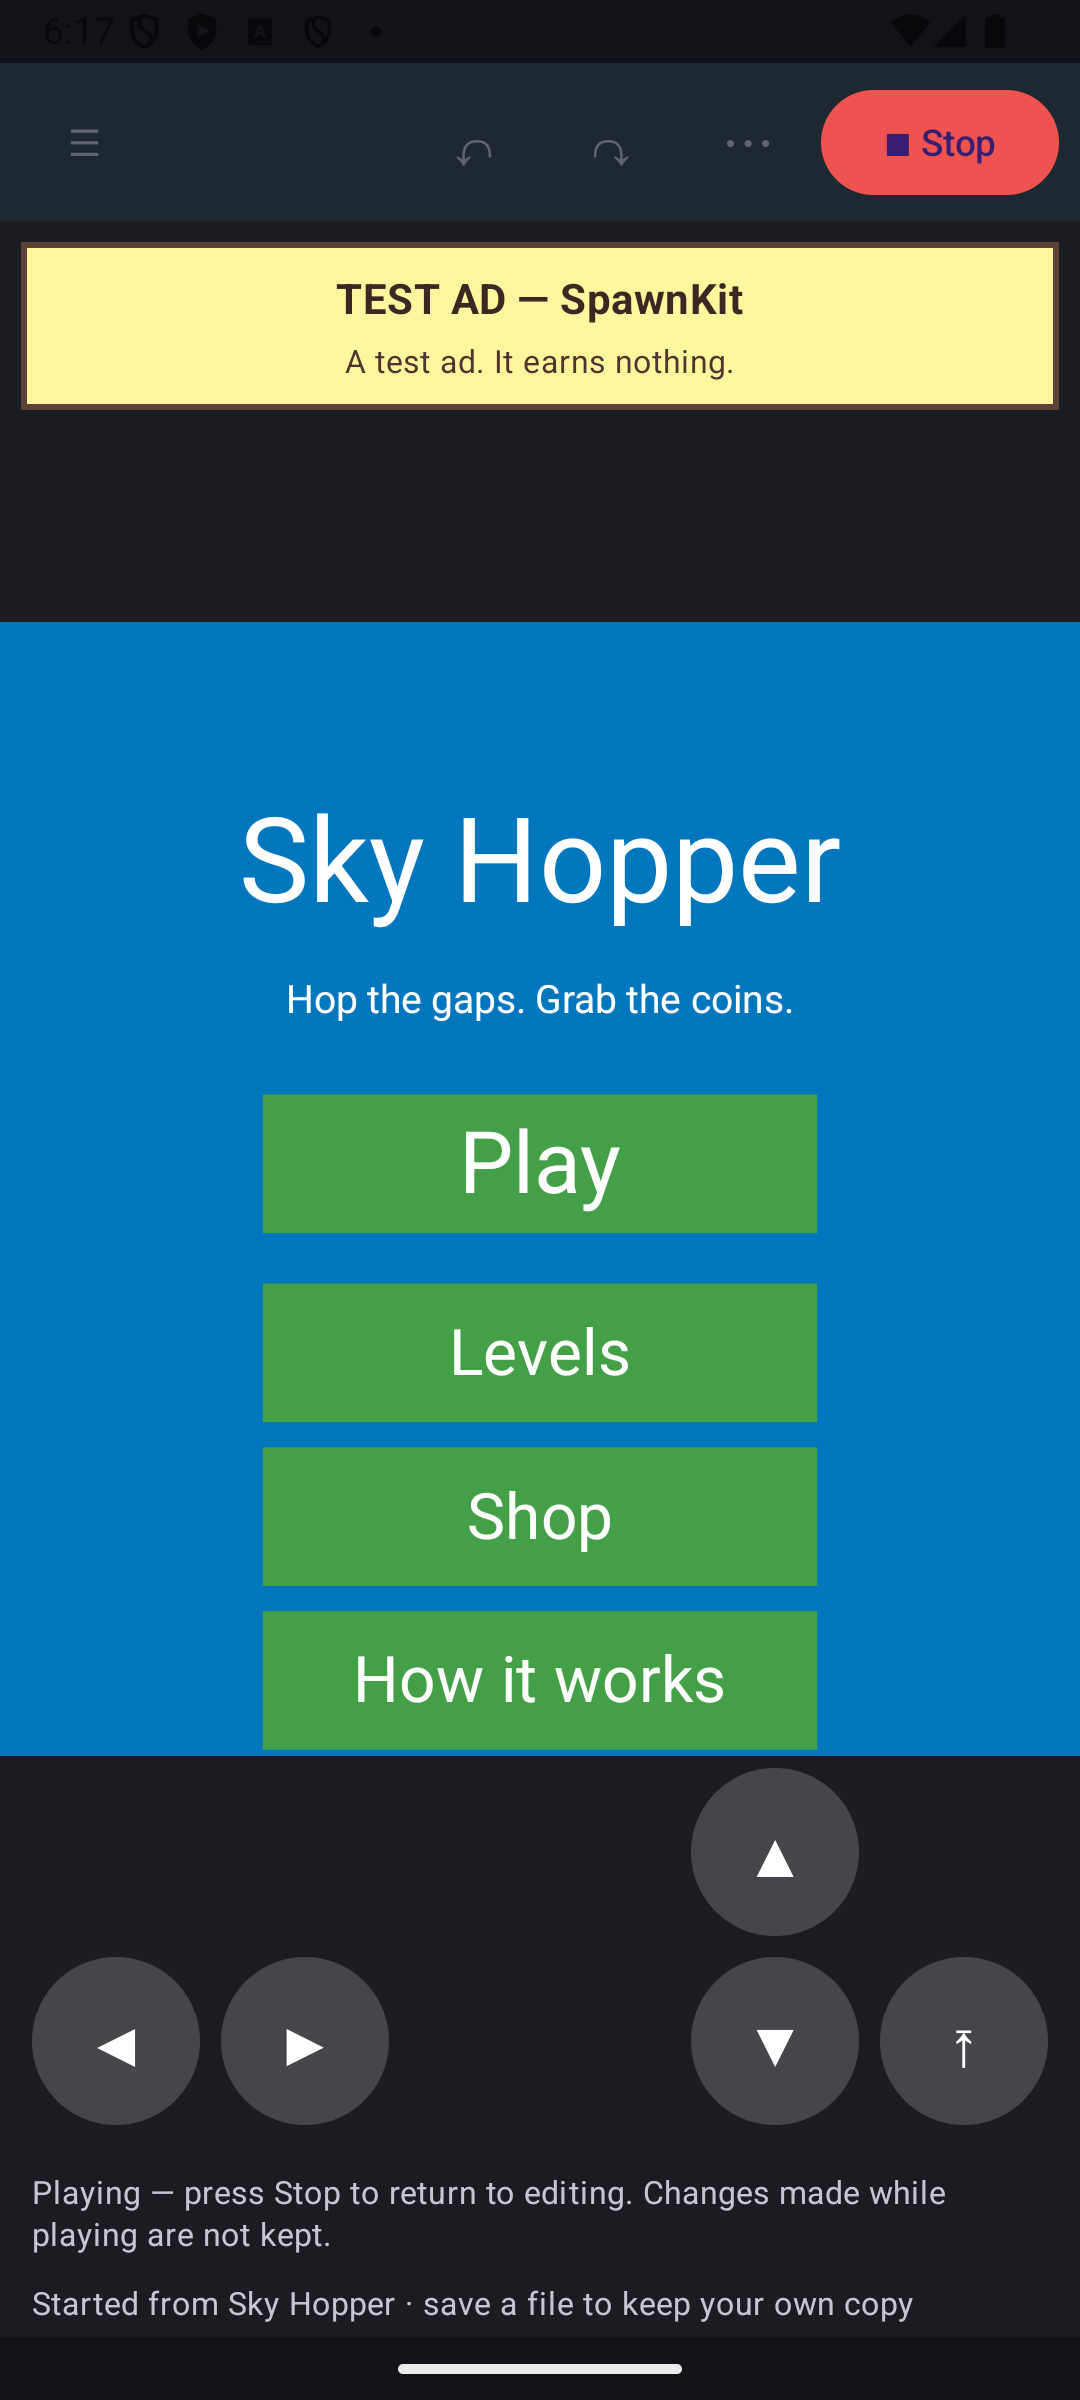 6:17
Stop
TEST AD — SpawnKit
A test ad. It earns nothing.
Sky Hopper
Hop the gaps. Grab the coins.
Play
Levels
Shop
How it works
Playing — press Stop to return to editing. Changes made while
playing are not kept.
Started from Sky Hopper · save a file to keep your own copy